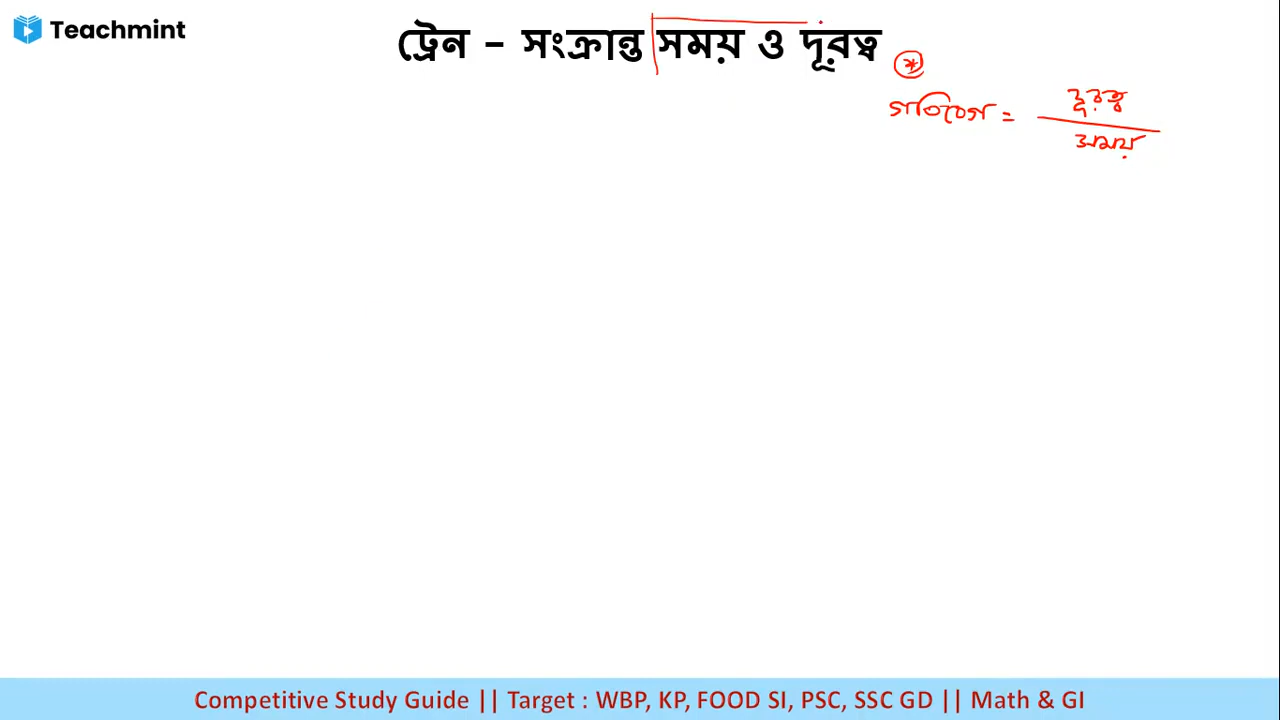 Teachmint
ট্রেন – সংক্রান্ত সময় ও দূরত্ব
*
গতিবেগ = দূরত্ব
সময়
Competitive Study Guide || Target : WBP, KP, FOOD SI, PSC, SSC GD || Math & GI